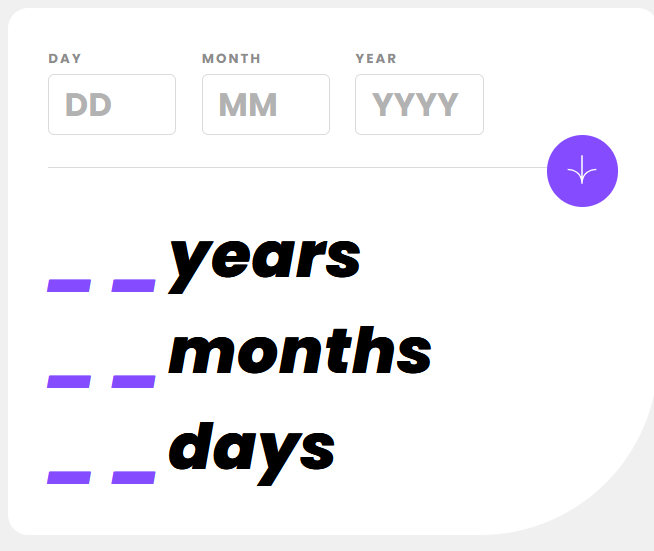 DAY MONTH YEAR
DD MM YYYY
_ _ years
_ _ months
_ _ days